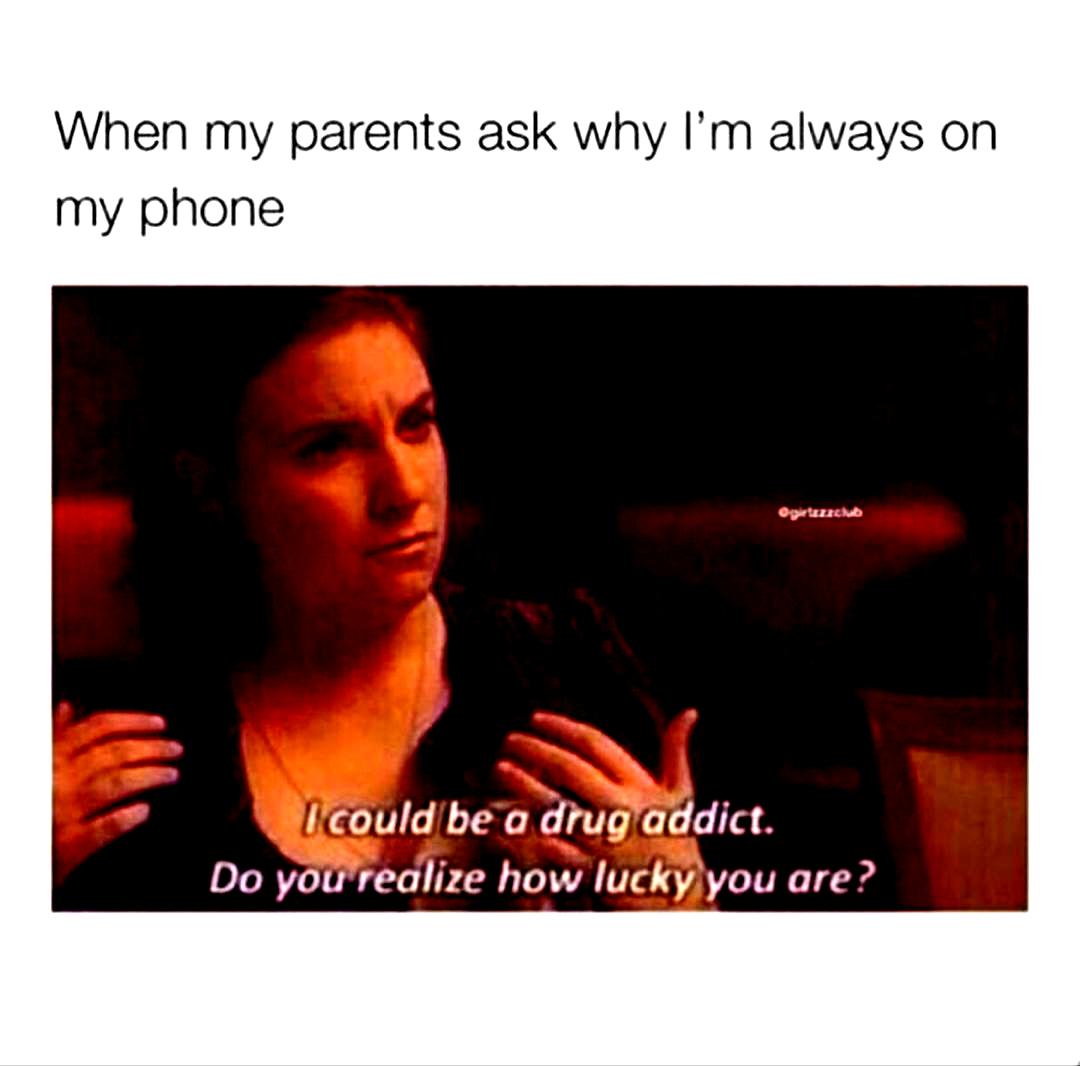 When my parents ask why I’m always on
my phone
@girlzzzclub
I could be a drug addict.
Do you realize how lucky you are?